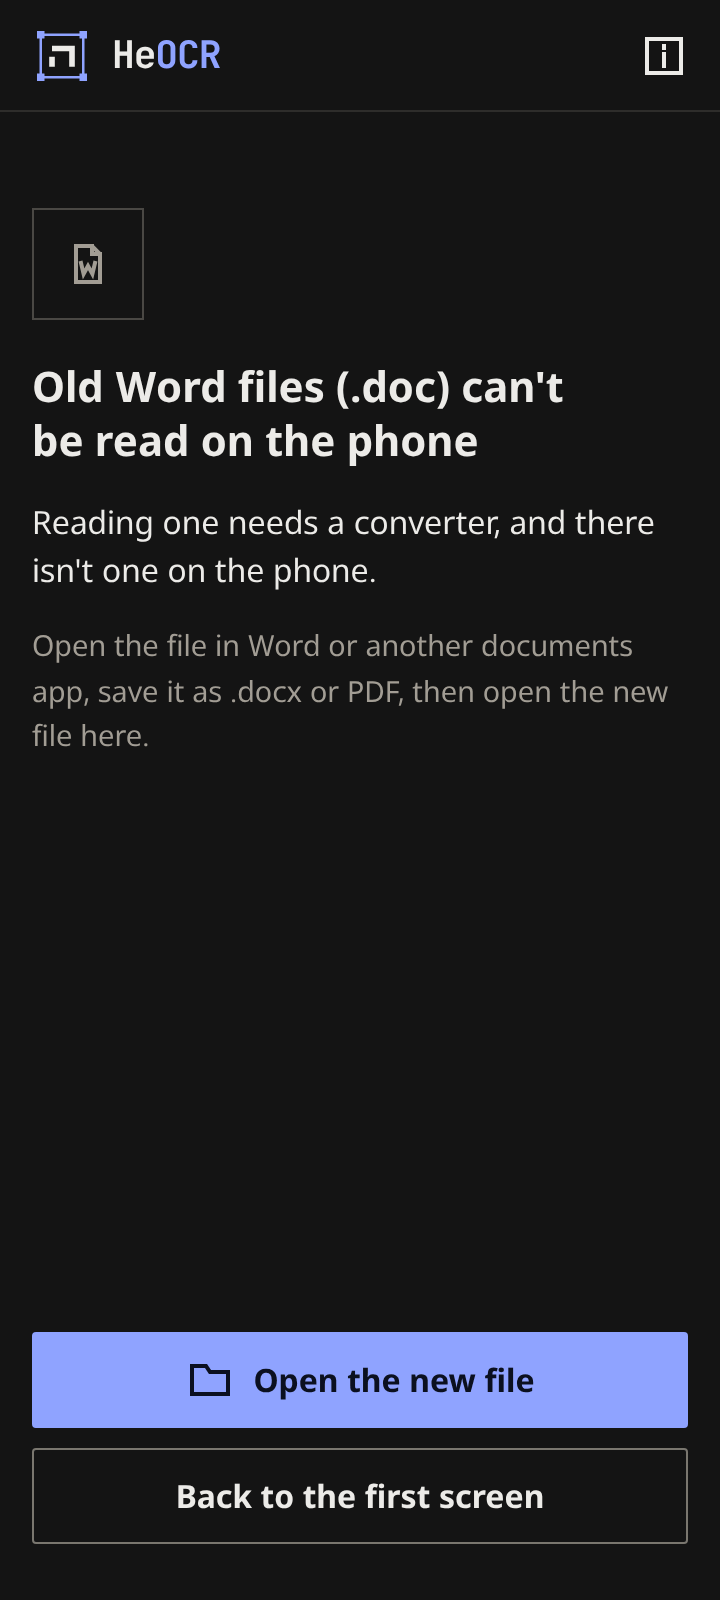 HeOCR
Old Word files (.doc) can't
be read on the phone
Reading one needs a converter, and there
isn't one on the phone.
Open the file in Word or another documents
app, save it as .docx or PDF, then open the new
file here.
Open the new file
Back to the first screen